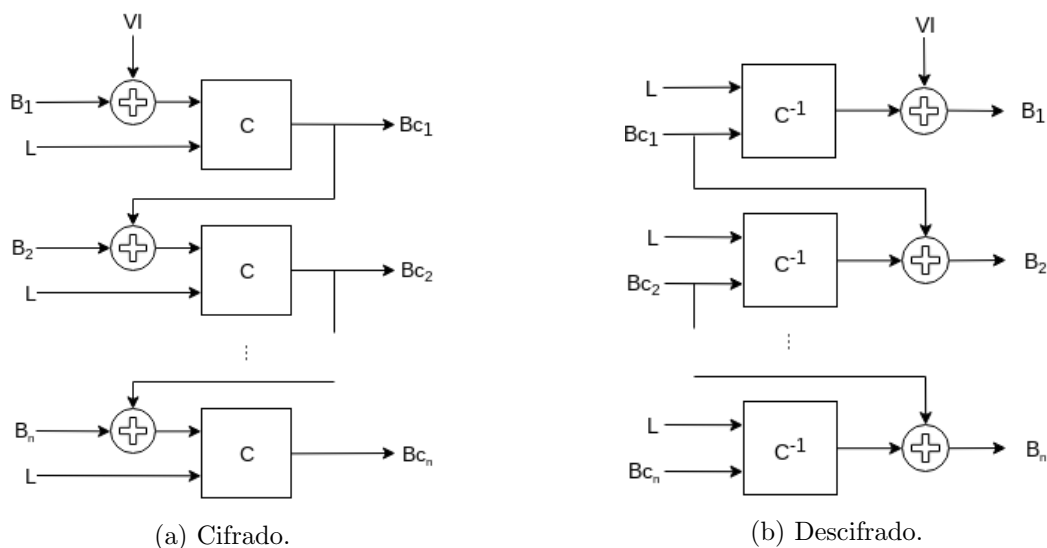 VI
B₁
L
C
Bc₁
B₂
L
C
Bc₂
Bₙ
L
C
Bcₙ
(a) Cifrado.
VI
L
Bc₁
C⁻¹
B₁
L
Bc₂
C⁻¹
B₂
L
Bcₙ
C⁻¹
Bₙ
(b) Descifrado.